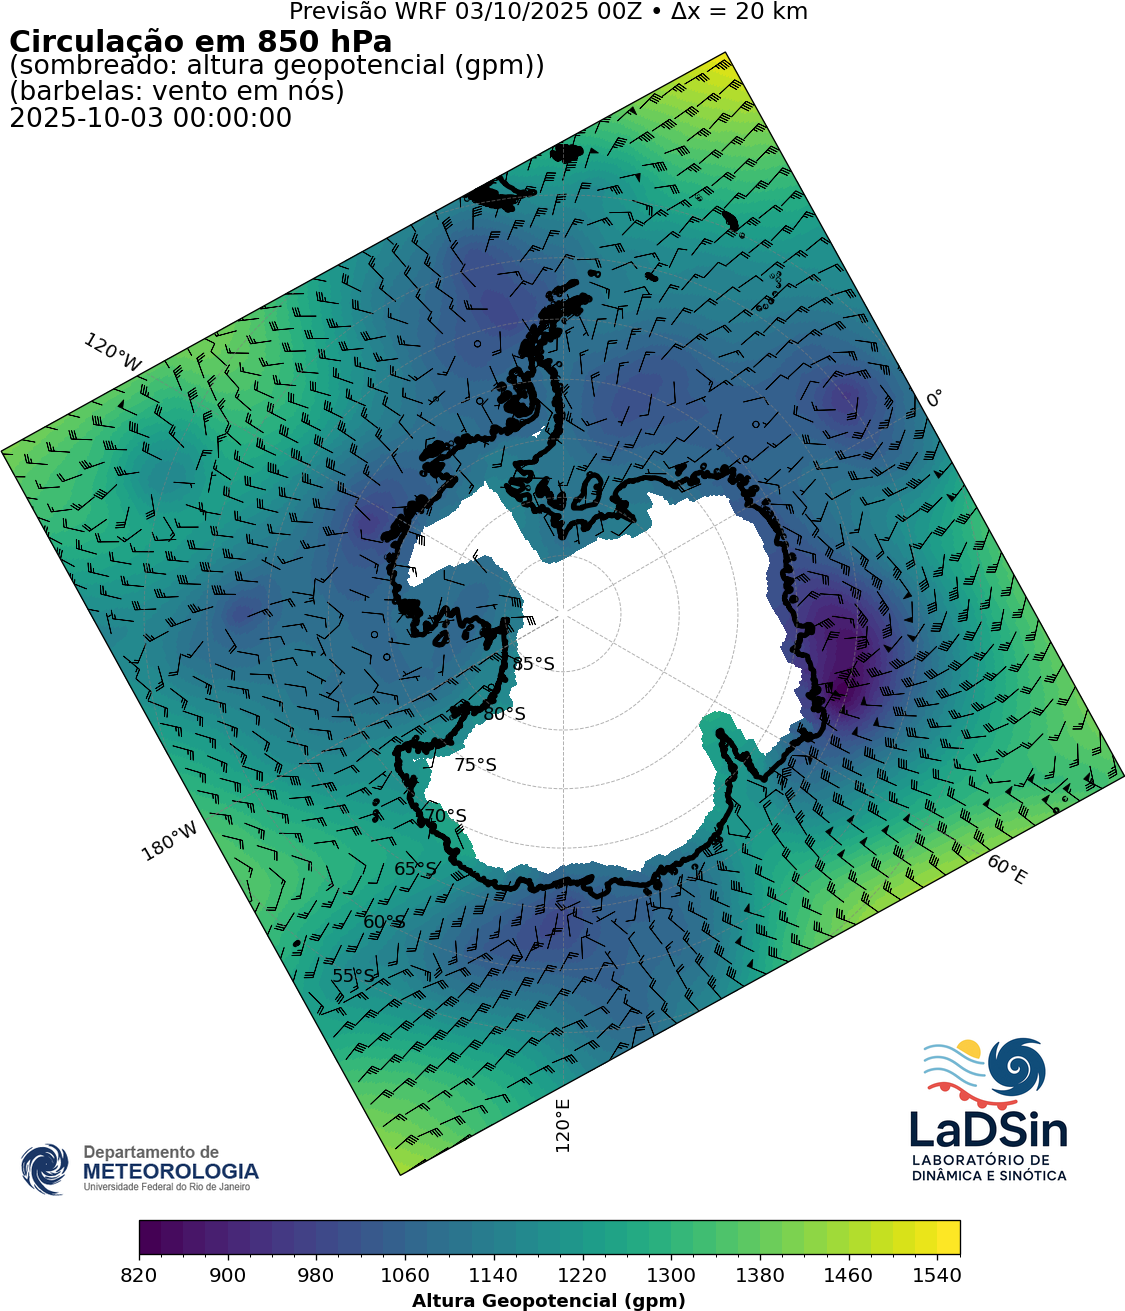 Previsão WRF 03/10/2025 00Z • Δx = 20 km
Circulação em 850 hPa
(sombreado: altura geopotencial (gpm))
(barbelas: vento em nós)
2025-10-03 00:00:00
120°W
0°
85°S
80°S
75°S
70°S
180°W
65°S
60°E
60°S
55°S
120°E
LaDSin
LABORATÓRIO DE
DINÂMICA E SINÓTICA
Departamento de
METEOROLOGIA
Universidade Federal do Rio de Janeiro
820 900 980 1060 1140 1220 1300 1380 1460 1540
Altura Geopotencial (gpm)